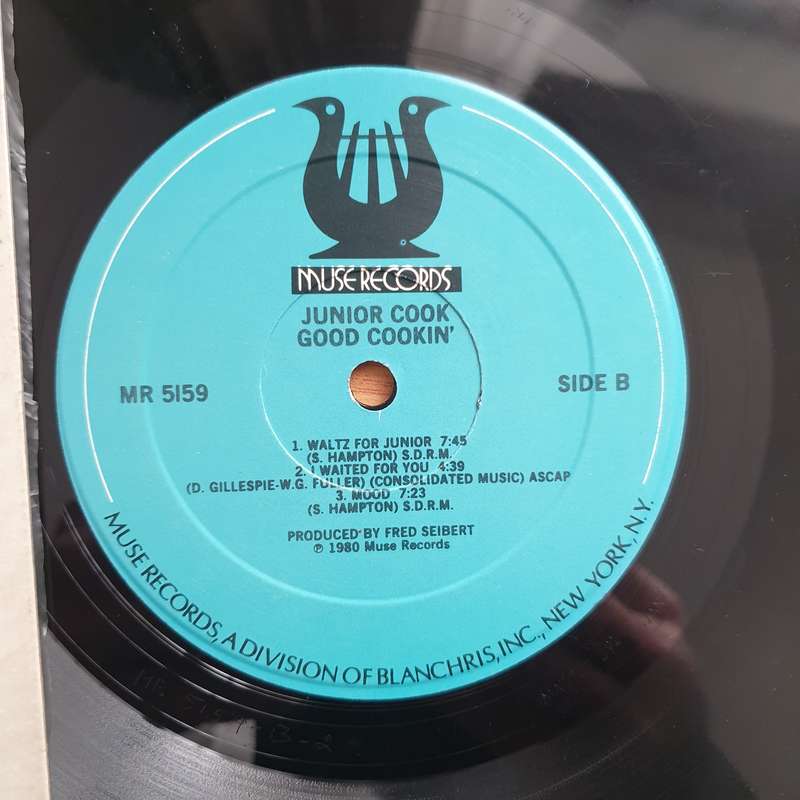 MUSE RECORDS
JUNIOR COOK
GOOD COOKIN'
MR 5159
SIDE B
1. WALTZ FOR JUNIOR 7:45
(S. HAMPTON) S.D.R.M.
2. I WAITED FOR YOU 4:39
(D. GILLESPIE-W.G. FULLER) (CONSOLIDATED MUSIC) ASCAP
3. MOOD 7:23
(S. HAMPTON) S.D.R.M.
PRODUCED BY FRED SEIBERT
℗ 1980 Muse Records
MUSE RECORDS, A DIVISION OF BLANCHRIS, INC., NEW YORK, N.Y.